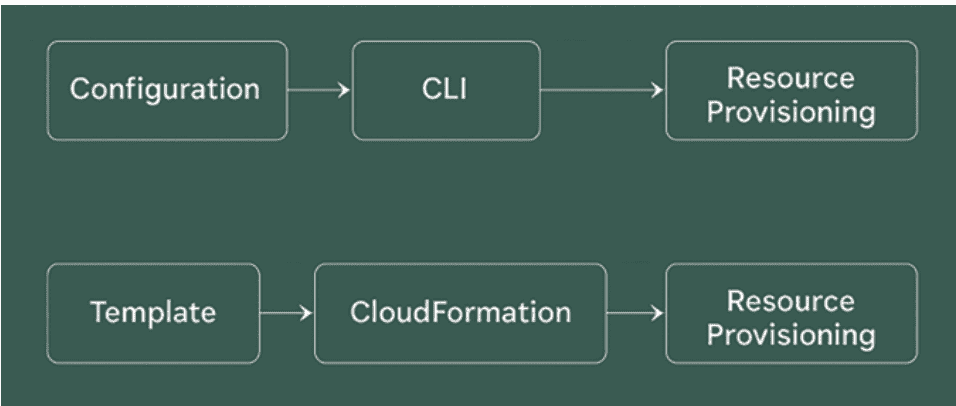 Configuration
CLI
Resource
Provisioning
Template
CloudFormation
Resource
Provisioning